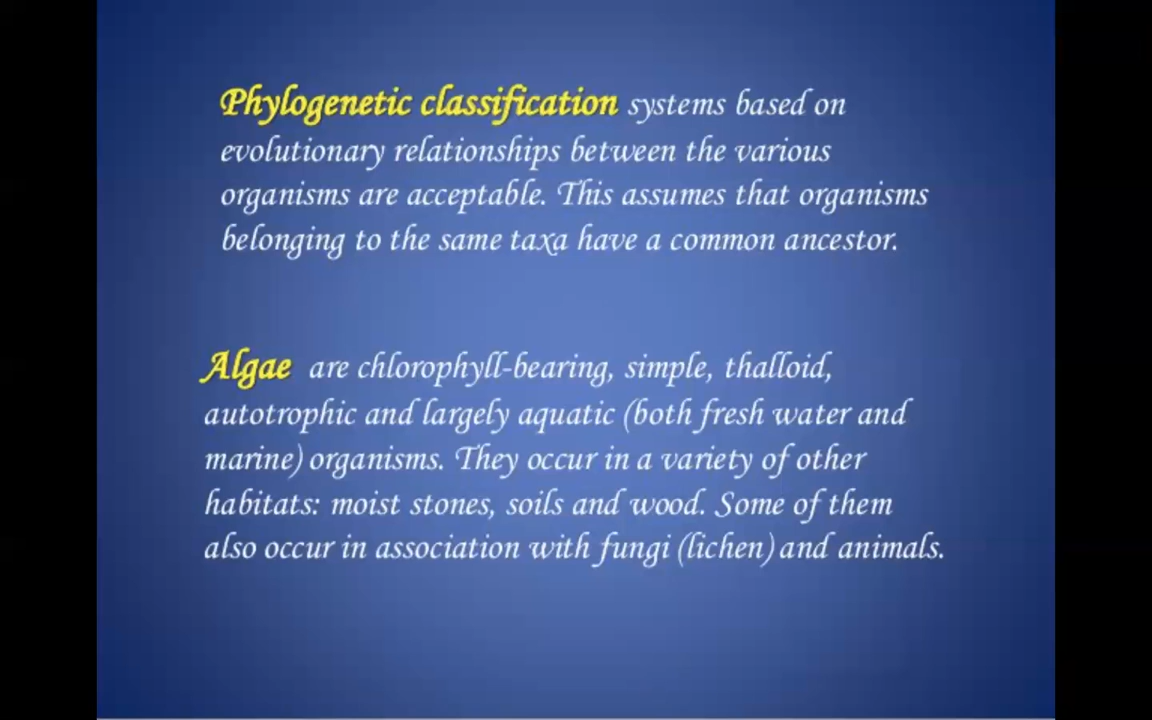 Phylogenetic classification systems based on
evolutionary relationships between the various
organisms are acceptable. This assumes that organisms
belonging to the same taxa have a common ancestor.
Algae are chlorophyll-bearing, simple, thalloid,
autotrophic and largely aquatic (both fresh water and
marine) organisms. They occur in a variety of other
habitats: moist stones, soils and wood. Some of them
also occur in association with fungi (lichen) and animals.